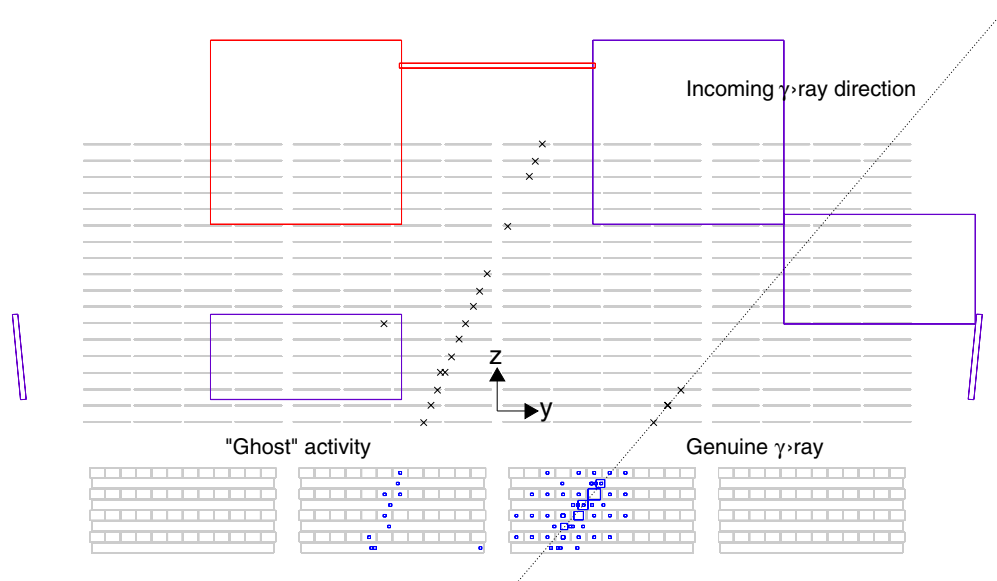 Incoming γ›ray direction
z
y
"Ghost" activity
Genuine γ›ray